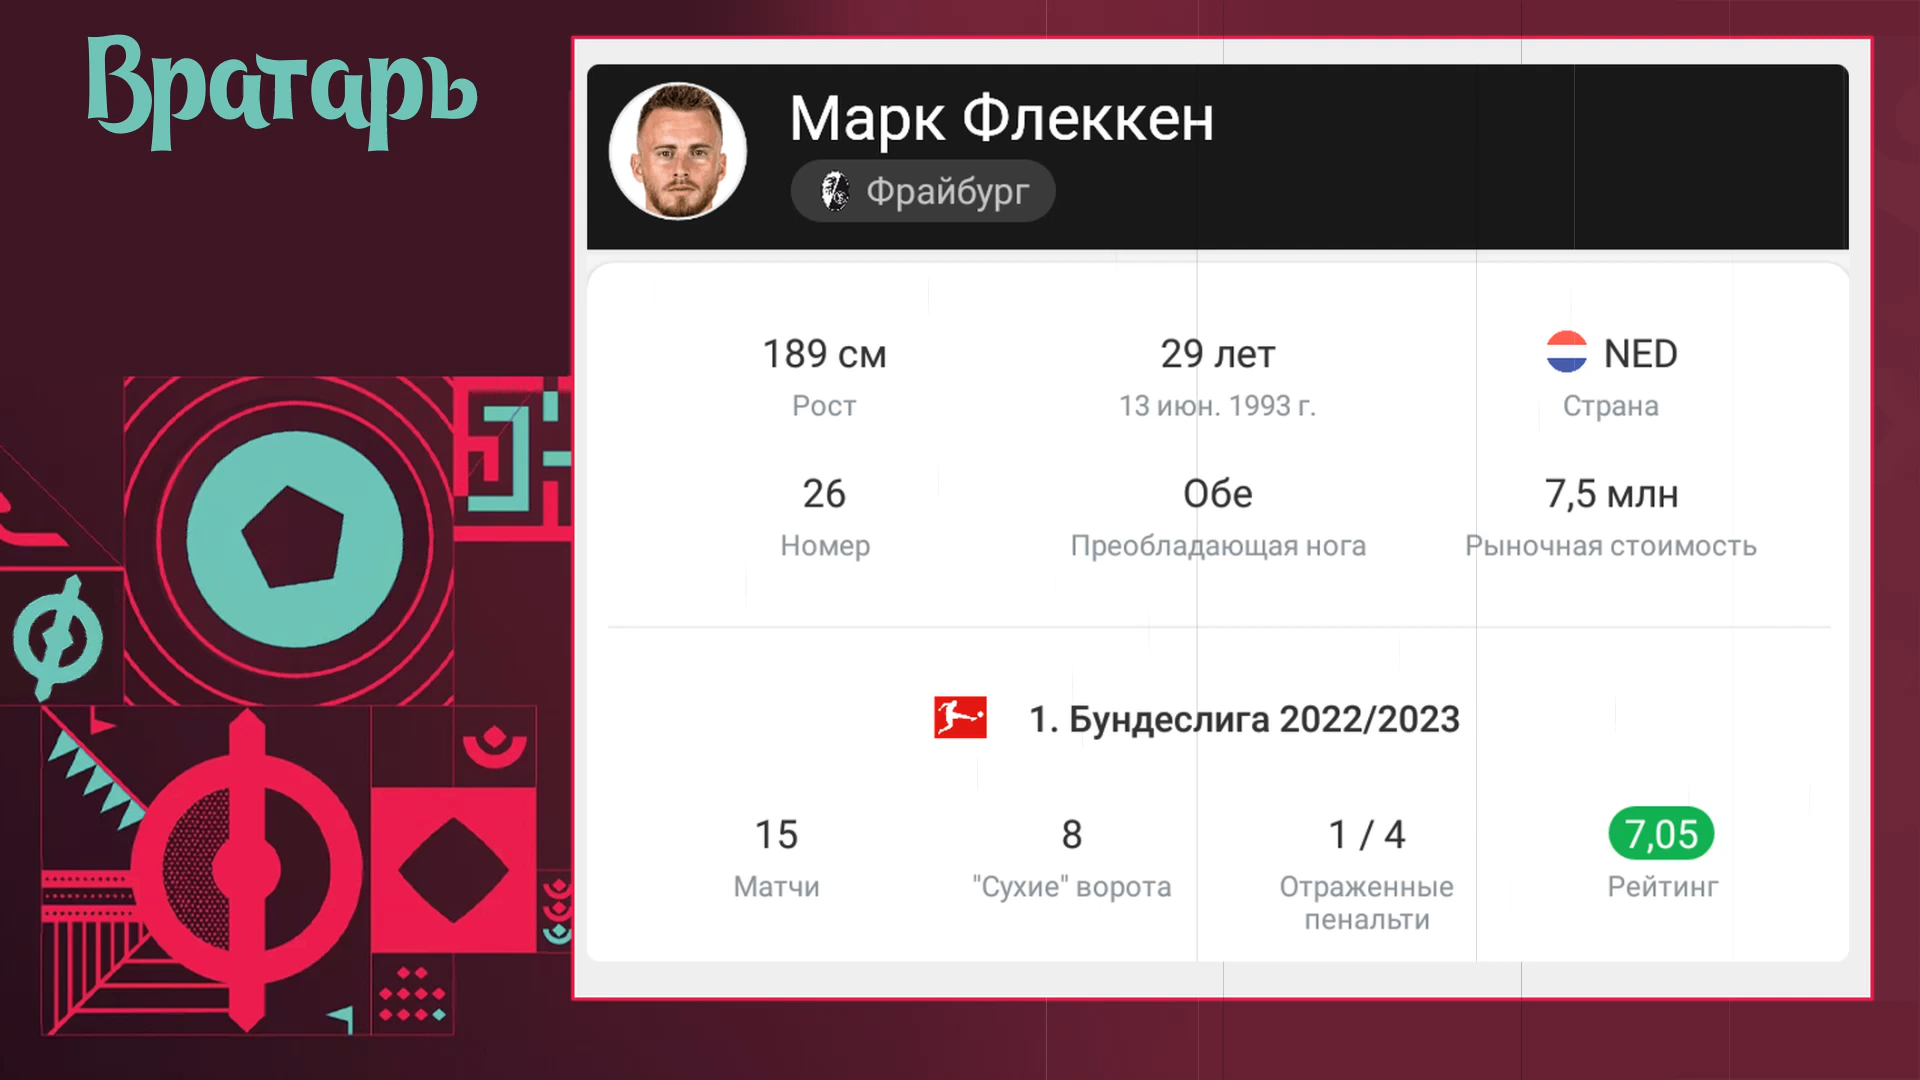 Вратарь
Марк Флеккен
Фрайбург
189 см
29 лет
NED
Рост
13 июн. 1993 г.
Страна
26
Обе
7,5 млн
Номер
Преобладающая нога
Рыночная стоимость
1. Бундеслига 2022/2023
15
8
1 / 4
7,05
Матчи
"Сухие" ворота
Отраженные
пенальти
Рейтинг